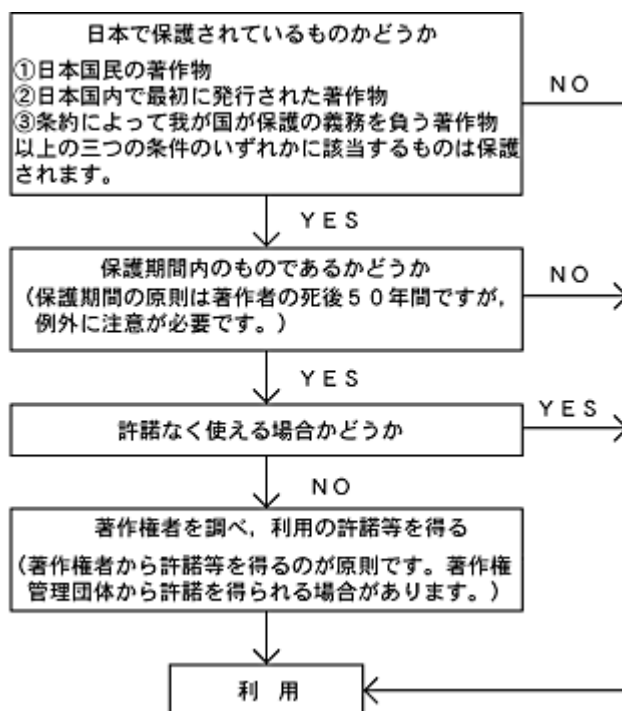 日本で保護されているものかどうか
①日本国民の著作物
②日本国内で最初に発行された著作物
③条約によって我が国が保護の義務を負う著作物
以上の三つの条件のいずれかに該当するものは保護
されます。
NO
YES
保護期間内のものであるかどうか
(保護期間の原則は著作者の死後50年間ですが,
例外に注意が必要です。)
NO
YES
許諾なく使える場合かどうか
YES
NO
著作権者を調べ,利用の許諾等を得る
(著作権者から許諾等を得るのが原則です。著作権
管理団体から許諾を得られる場合があります。)
利 用